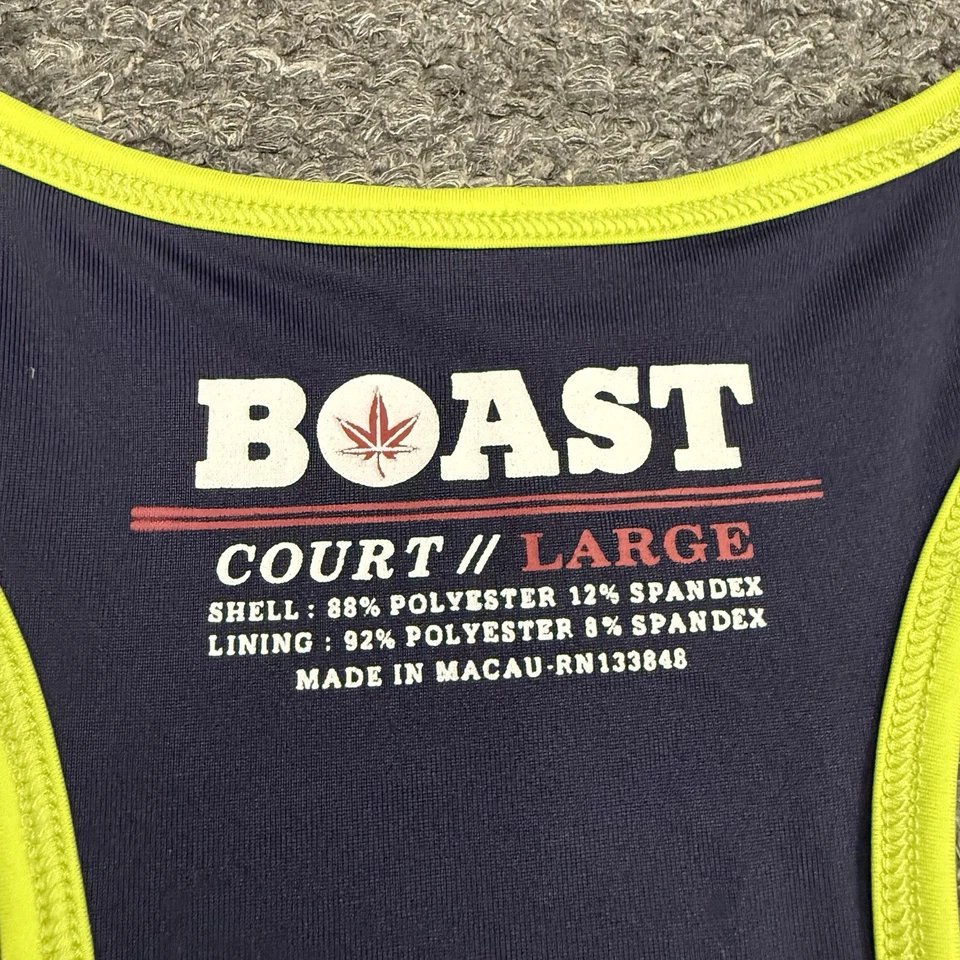 BOAST
COURT // LARGE
SHELL : 88% POLYESTER 12% SPANDEX
LINING : 92% POLYESTER 8% SPANDEX
MADE IN MACAU-RN133848